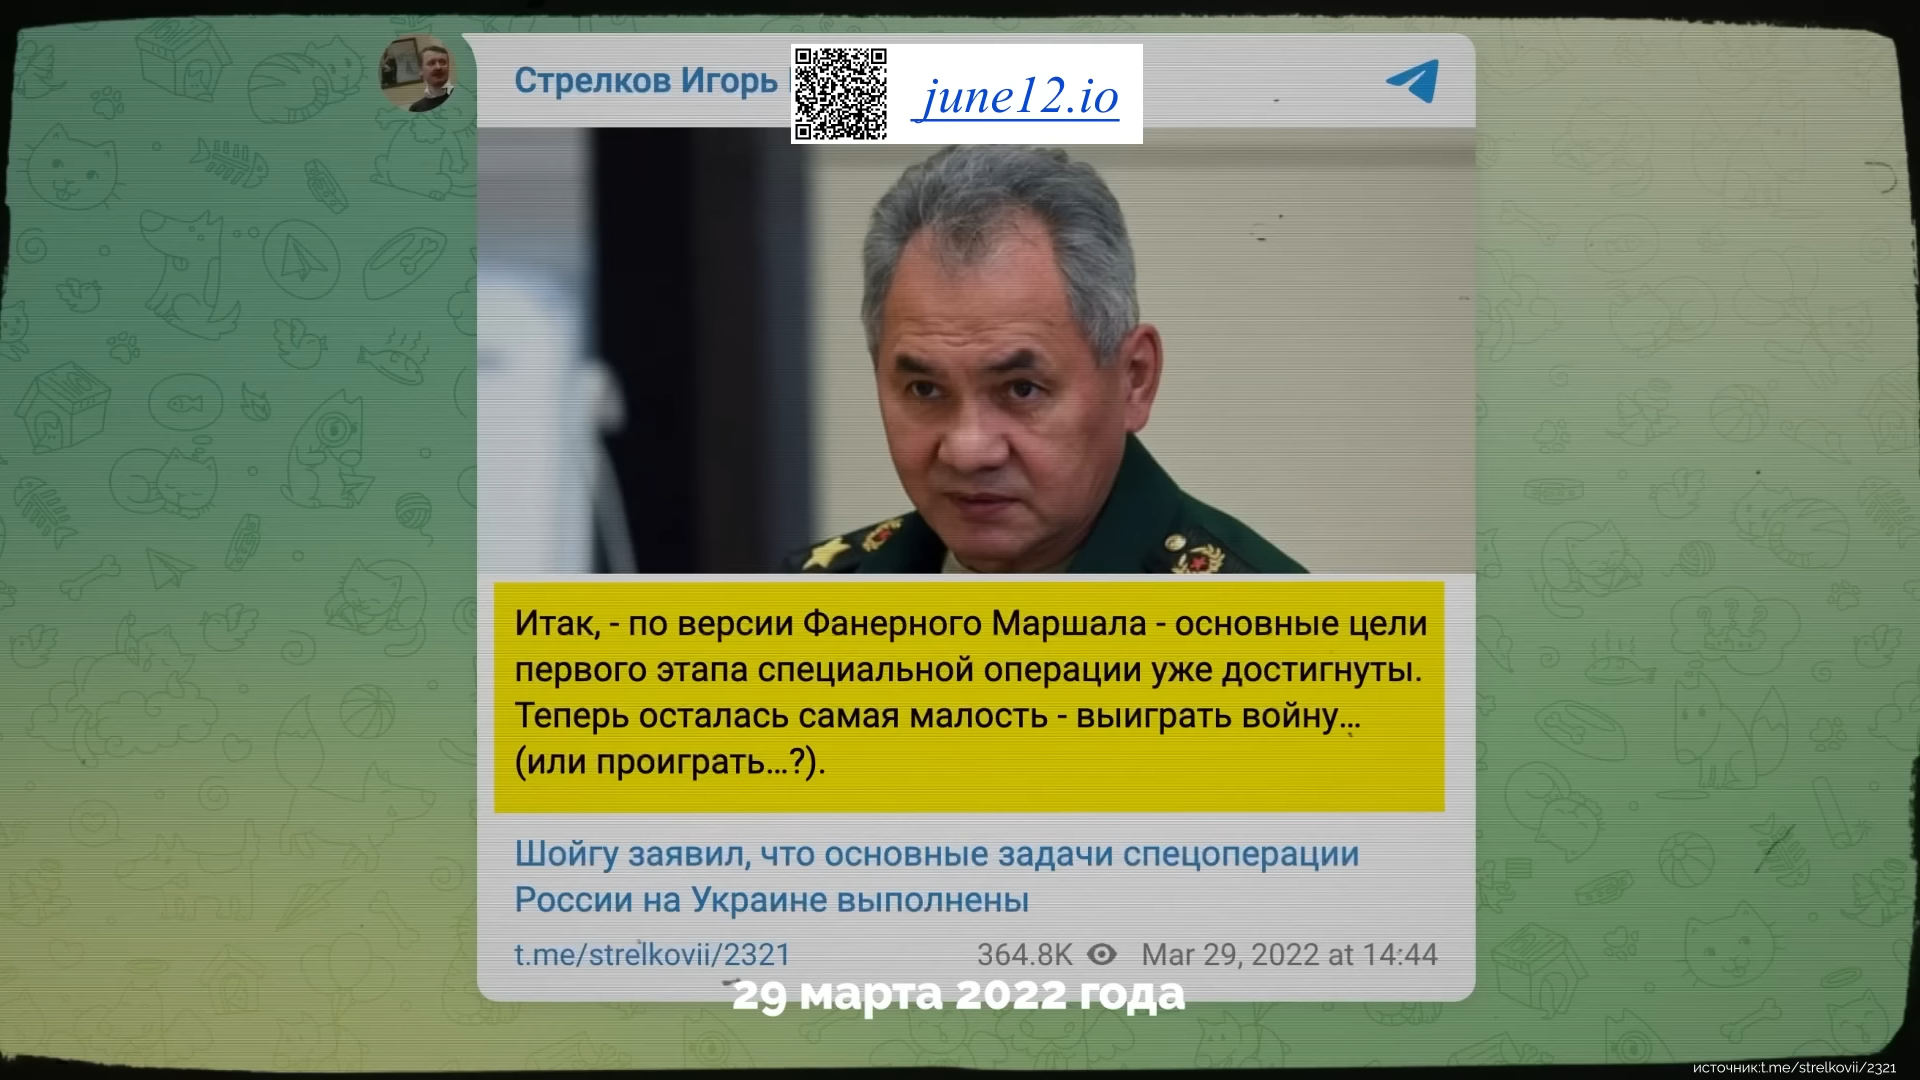 june12.io
Стрелков Игорь
Итак, - по версии Фанерного Маршала - основные цели
первого этапа специальной операции уже достигнуты.
Теперь осталась самая малость - выиграть войну...
(или проиграть...?).
Шойгу заявил, что основные задачи спецоперации
России на Украине выполнены
t.me/strelkovii/2321 364.8K Mar 29, 2022 at 14:44
29 марта 2022 года
источник:t.me/strelkovii/2321